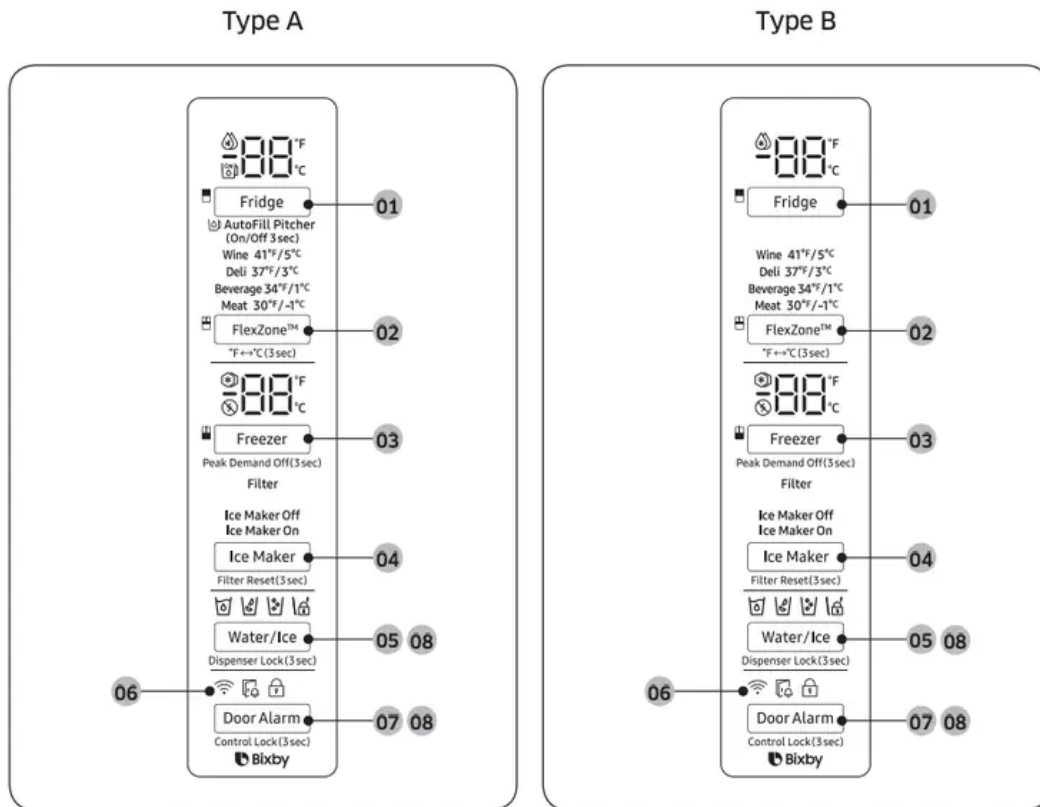 Type A
88 °F
ON
°C
Fridge
01
AutoFill Pitcher
(On/Off 3 sec)
Wine 41°F/5°C
Deli 37°F/3°C
Beverage 34°F/1°C
Meat 30°F/-1°C
FlexZone™
02
°F↔°C(3 sec)
88 °F
°C
Freezer
03
Peak Demand Off(3 sec)
Filter
Ice Maker Off
Ice Maker On
Ice Maker
04
Filter Reset(3 sec)
Water/Ice
05 08
Dispenser Lock(3 sec)
06
Door Alarm
07 08
Control Lock(3 sec)
Bixby
Type B
88 °F
°C
Fridge
01
Wine 41°F/5°C
Deli 37°F/3°C
Beverage 34°F/1°C
Meat 30°F/-1°C
FlexZone™
02
°F↔°C(3 sec)
88 °F
°C
Freezer
03
Peak Demand Off(3 sec)
Filter
Ice Maker Off
Ice Maker On
Ice Maker
04
Filter Reset(3 sec)
Water/Ice
05 08
Dispenser Lock(3 sec)
06
Door Alarm
07 08
Control Lock(3 sec)
Bixby